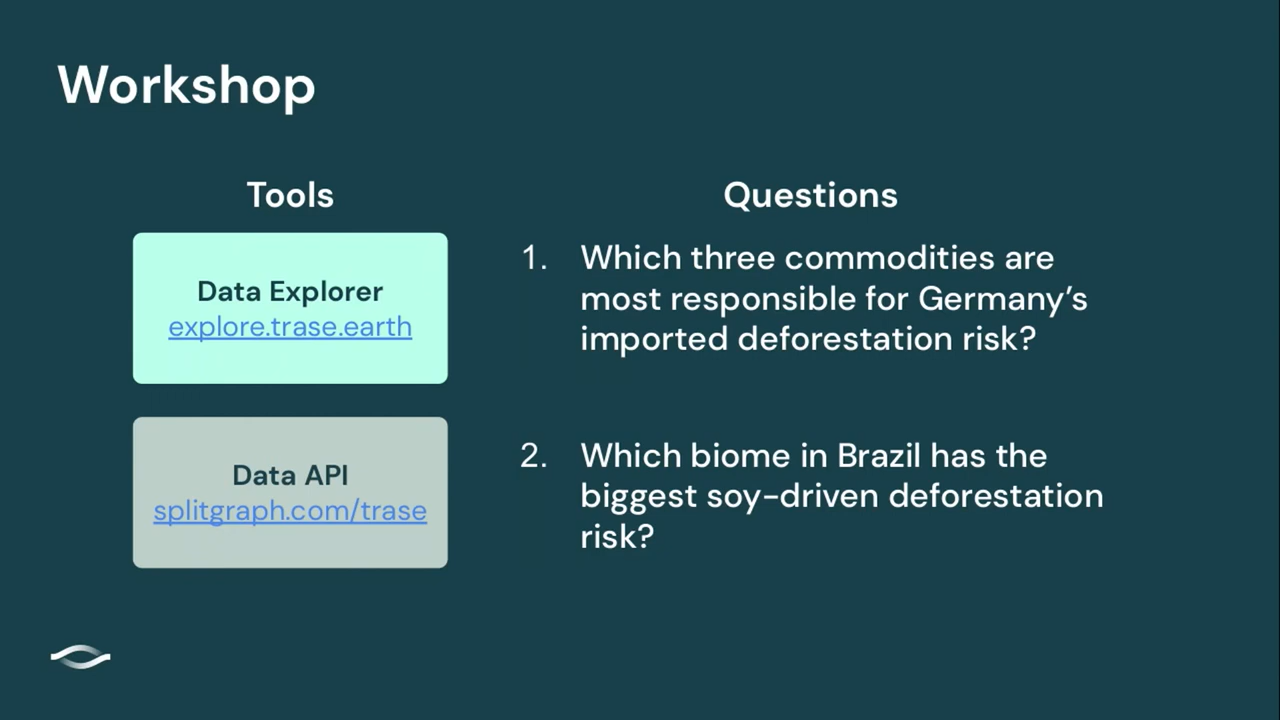 Workshop
Tools
Data Explorer
explore.trase.earth
Data API
splitgraph.com/trase
Questions
1. Which three commodities are
most responsible for Germany’s
imported deforestation risk?
2. Which biome in Brazil has the
biggest soy-driven deforestation
risk?